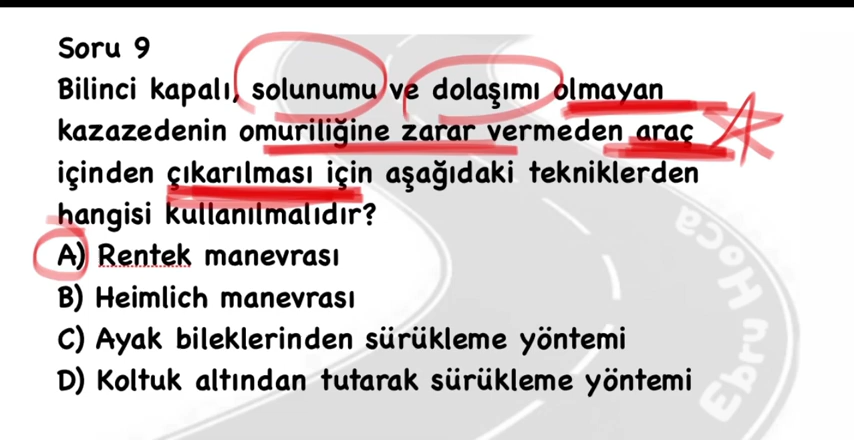 Soru 9
Bilinci kapalı, solunumu ve dolaşımı olmayan
kazazedenin omuriliğine zarar vermeden araç
içinden çıkarılması için aşağıdaki tekniklerden
hangisi kullanılmalıdır?
A) Rentek manevrası
B) Heimlich manevrası
C) Ayak bileklerinden sürükleme yöntemi
D) Koltuk altından tutarak sürükleme yöntemi
Ebru Hoca